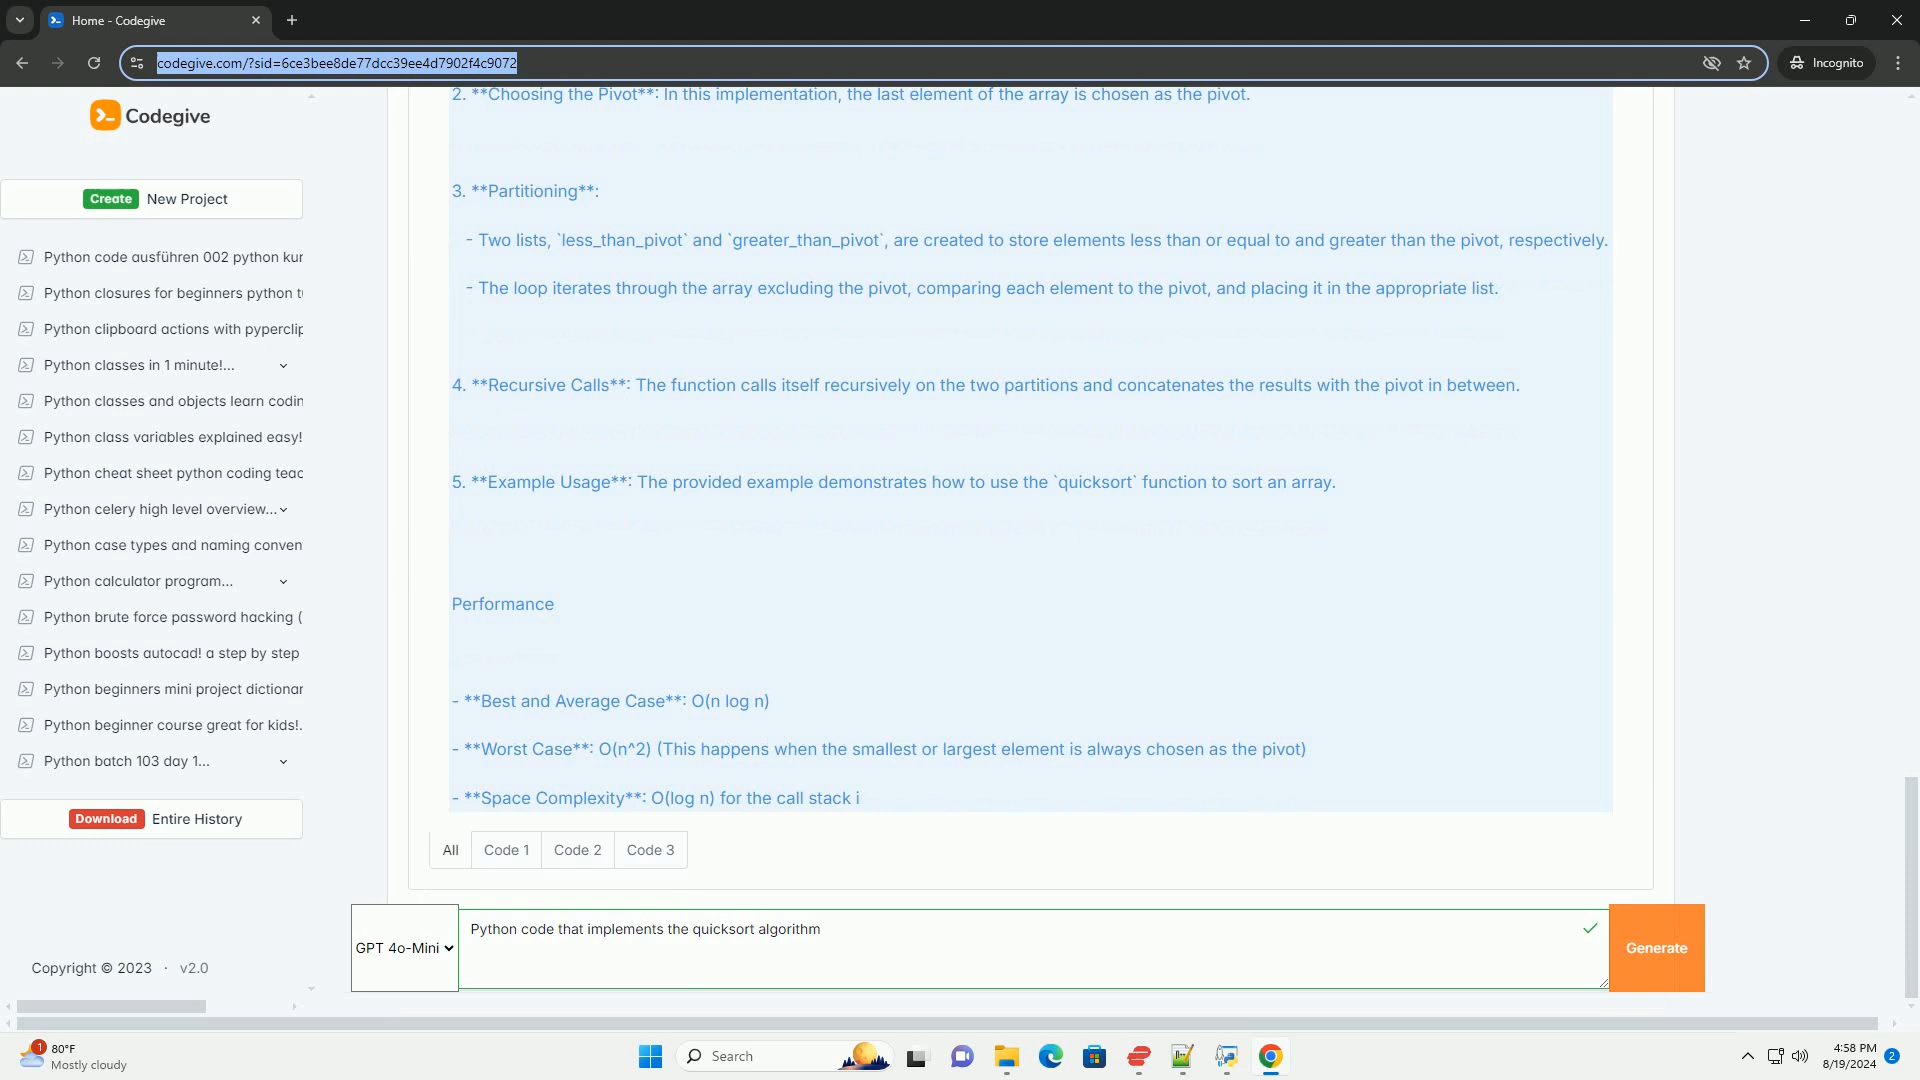 Home - Codegive
codegive.com/?sid=6ce3bee8de77dcc39ee4d7902f4c9072
Incognito
Codegive
Create New Project
Python code ausführen 002 python kur
Python closures for beginners python tu
Python clipboard actions with pyperclip
Python classes in 1 minute!...
Python classes and objects learn codin
Python class variables explained easy!
Python cheat sheet python coding teac
Python celery high level overview...
Python case types and naming conven
Python calculator program...
Python brute force password hacking (
Python boosts autocad! a step by step
Python beginners mini project dictionar
Python beginner course great for kids!.
Python batch 103 day 1...
Download Entire History
Copyright © 2023 · v2.0
2. **Choosing the Pivot**: In this implementation, the last element of the array is chosen as the pivot.
3. **Partitioning**:
- Two lists, `less_than_pivot` and `greater_than_pivot`, are created to store elements less than or equal to and greater than the pivot, respectively.
- The loop iterates through the array excluding the pivot, comparing each element to the pivot, and placing it in the appropriate list.
4. **Recursive Calls**: The function calls itself recursively on the two partitions and concatenates the results with the pivot in between.
5. **Example Usage**: The provided example demonstrates how to use the `quicksort` function to sort an array.
Performance
- **Best and Average Case**: O(n log n)
- **Worst Case**: O(n^2) (This happens when the smallest or largest element is always chosen as the pivot)
- **Space Complexity**: O(log n) for the call stack i
All Code 1 Code 2 Code 3
GPT 4o-Mini
Python code that implements the quicksort algorithm
Generate
1
80°F
Mostly cloudy
Search
4:58 PM
8/19/2024
2